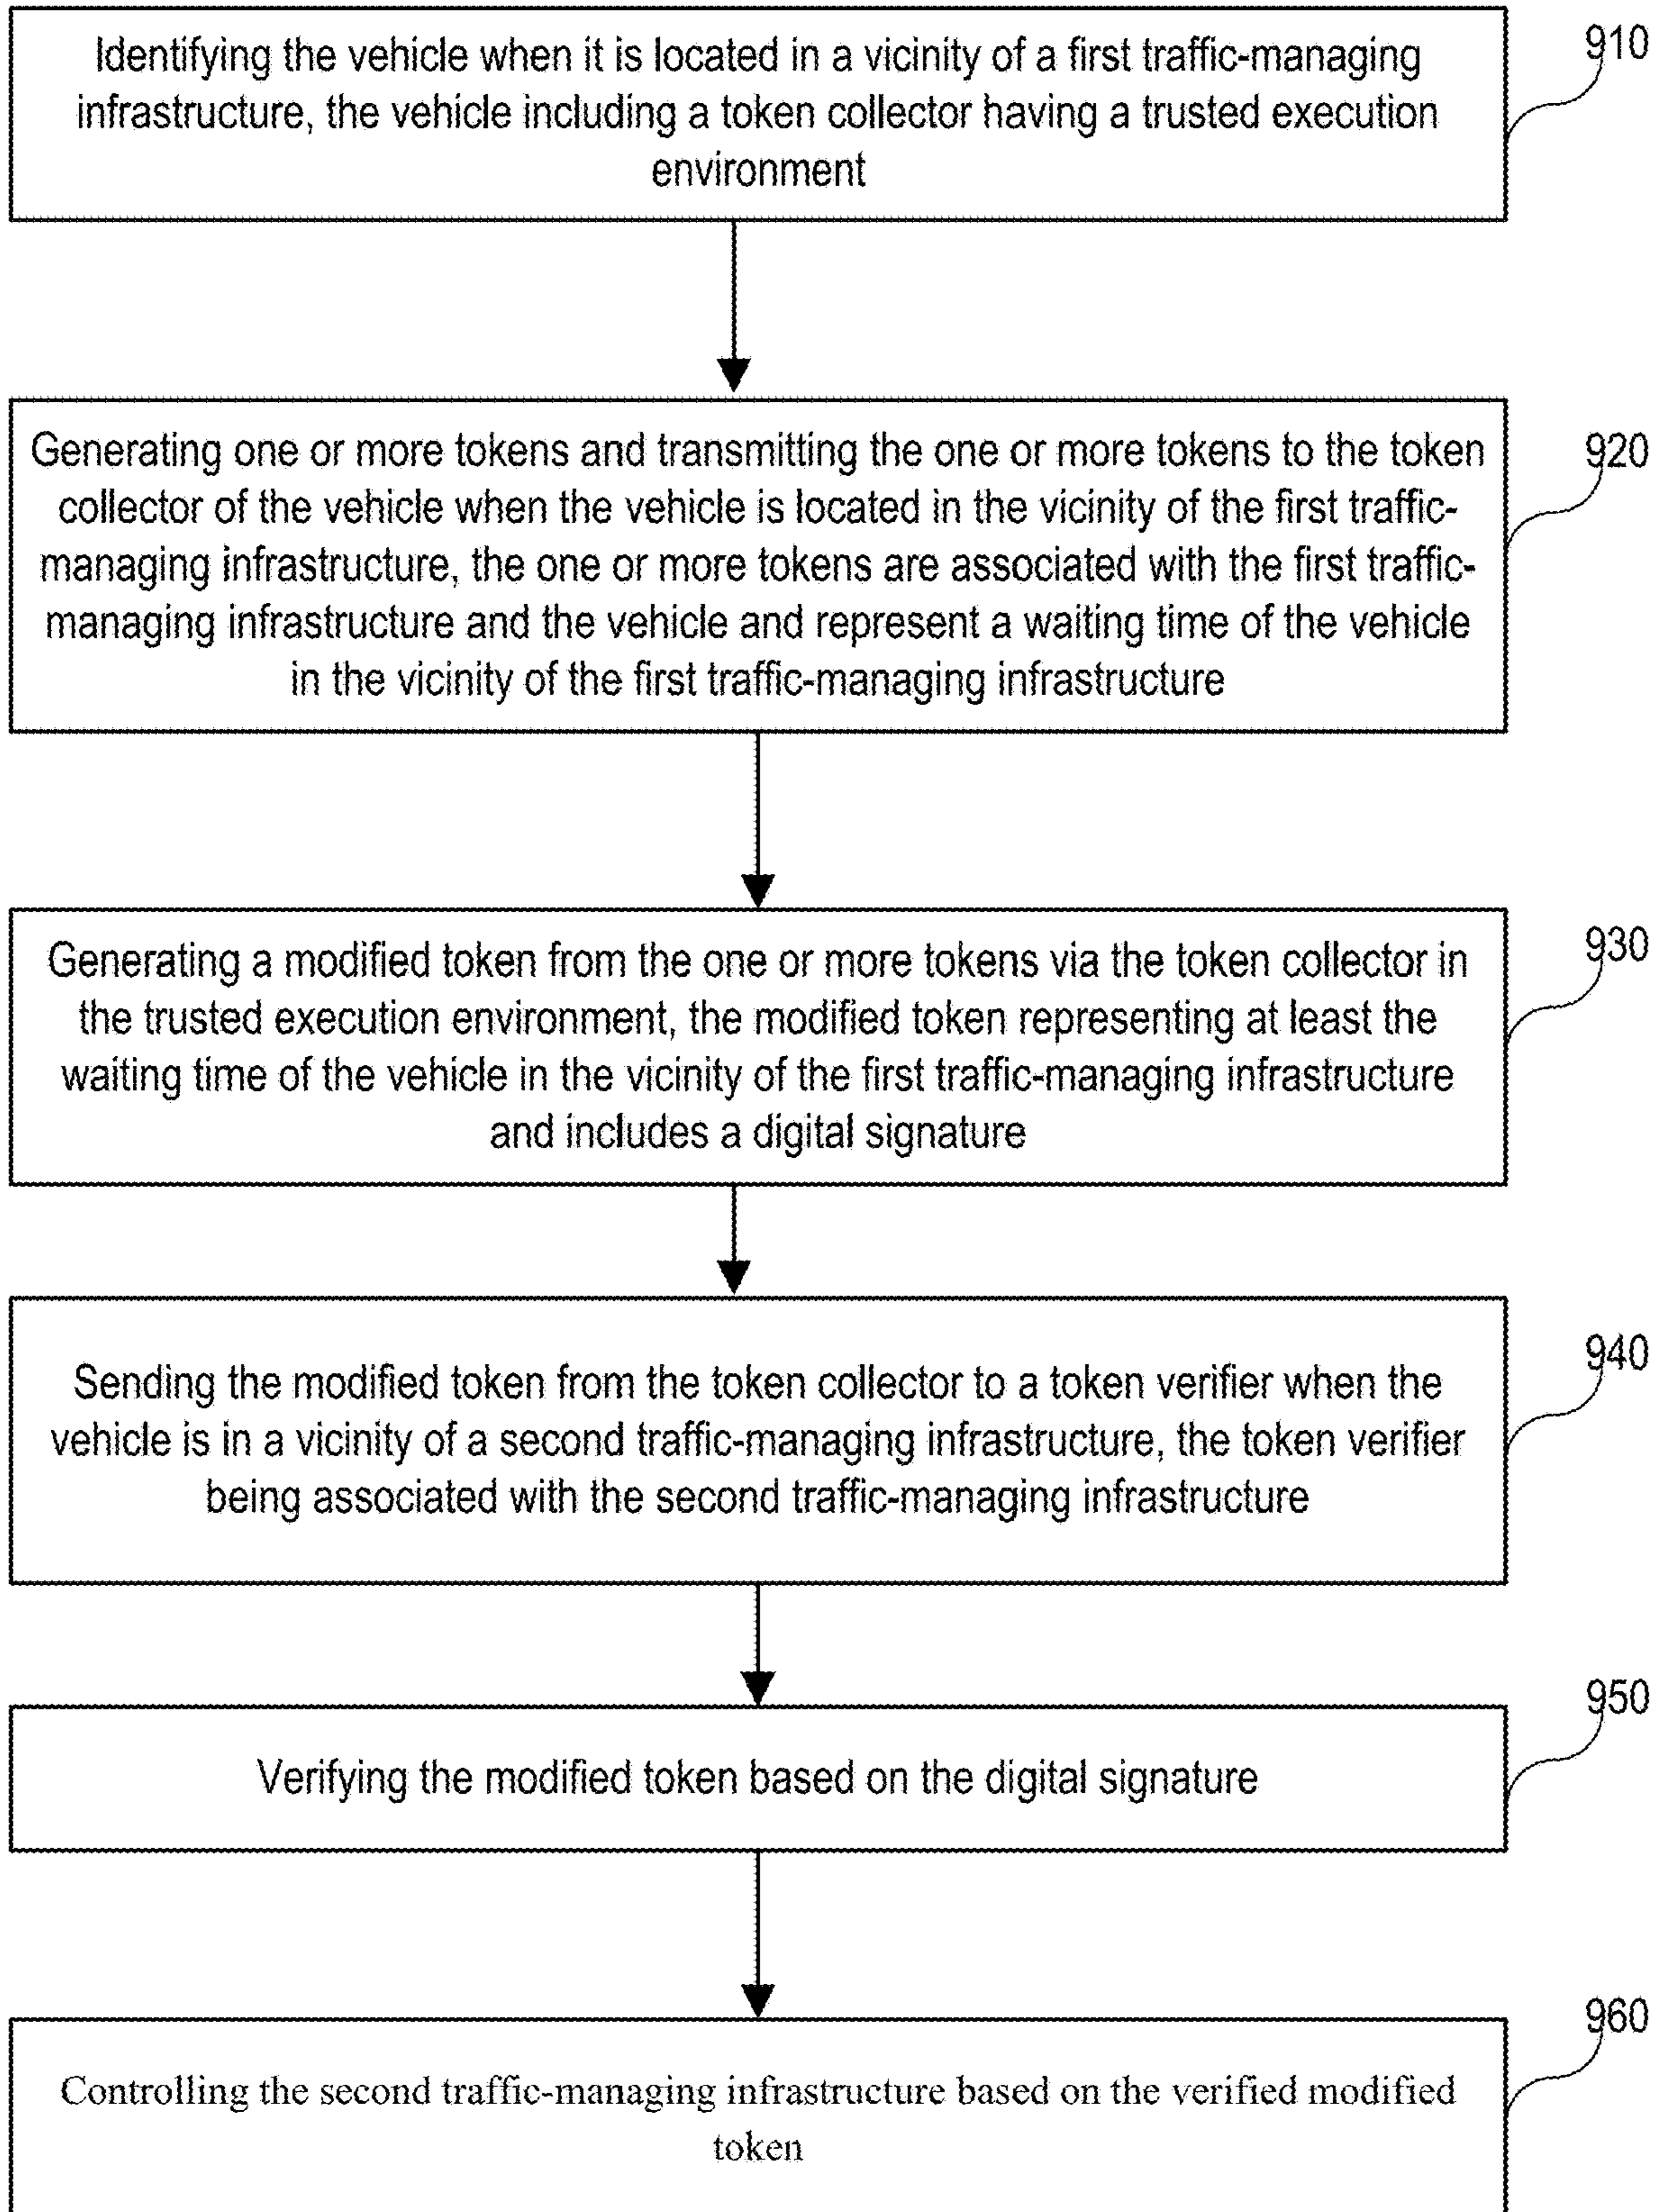 Identifying the vehicle when it is located in a vicinity of a first traffic-managing
infrastructure, the vehicle including a token collector having a trusted execution
environment
910
Generating one or more tokens and transmitting the one or more tokens to the token
collector of the vehicle when the vehicle is located in the vicinity of the first traffic-
managing infrastructure, the one or more tokens are associated with the first traffic-
managing infrastructure and the vehicle and represent a waiting time of the vehicle
in the vicinity of the first traffic-managing infrastructure
920
Generating a modified token from the one or more tokens via the token collector in
the trusted execution environment, the modified token representing at least the
waiting time of the vehicle in the vicinity of the first traffic-managing infrastructure
and includes a digital signature
930
Sending the modified token from the token collector to a token verifier when the
vehicle is in a vicinity of a second traffic-managing infrastructure, the token verifier
being associated with the second traffic-managing infrastructure
940
Verifying the modified token based on the digital signature
950
Controlling the second traffic-managing infrastructure based on the verified modified
token
960